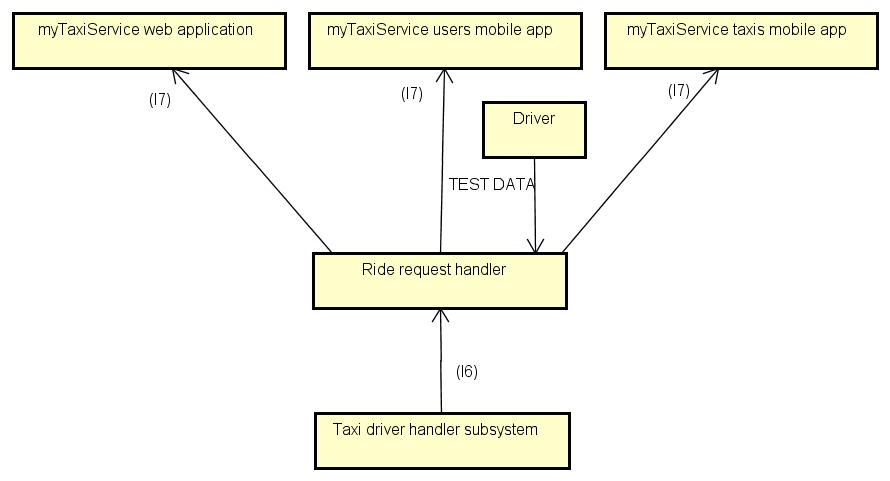 myTaxiService web application
myTaxiService users mobile app
myTaxiService taxis mobile app
(I7)
(I7)
(I7)
Driver
TEST DATA
Ride request handler
(I6)
Taxi driver handler subsystem